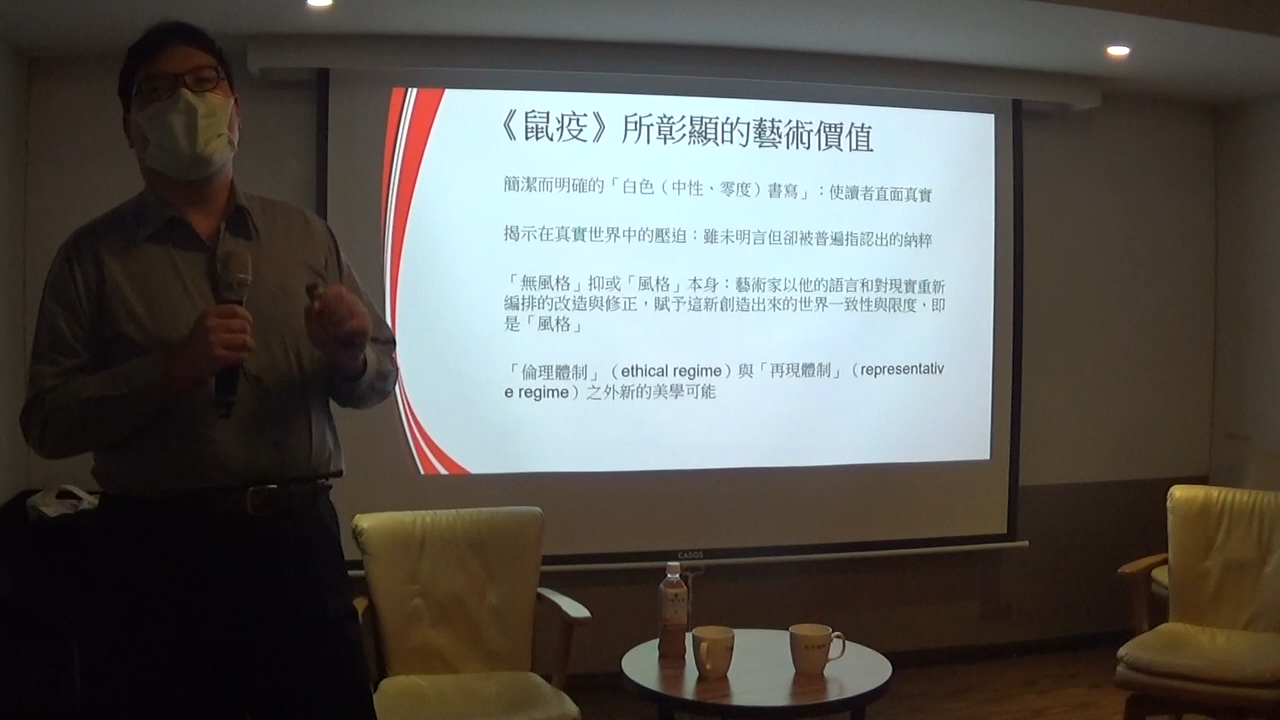 《鼠疫》所彰顯的藝術價值
簡潔而明確的「白色（中性、零度）書寫」：使讀者直面真實
揭示在真實世界中的壓迫：雖未明言但卻被普遍指認出的納粹
「無風格」抑或「風格」本身：藝術家以他的語言和對現實重新
編排的改造與修正，賦予這新創造出來的世界一致性與限度，即
是「風格」
「倫理體制」（ethical regime）與「再現體制」（representativ
e regime）之外新的美學可能
CASOS